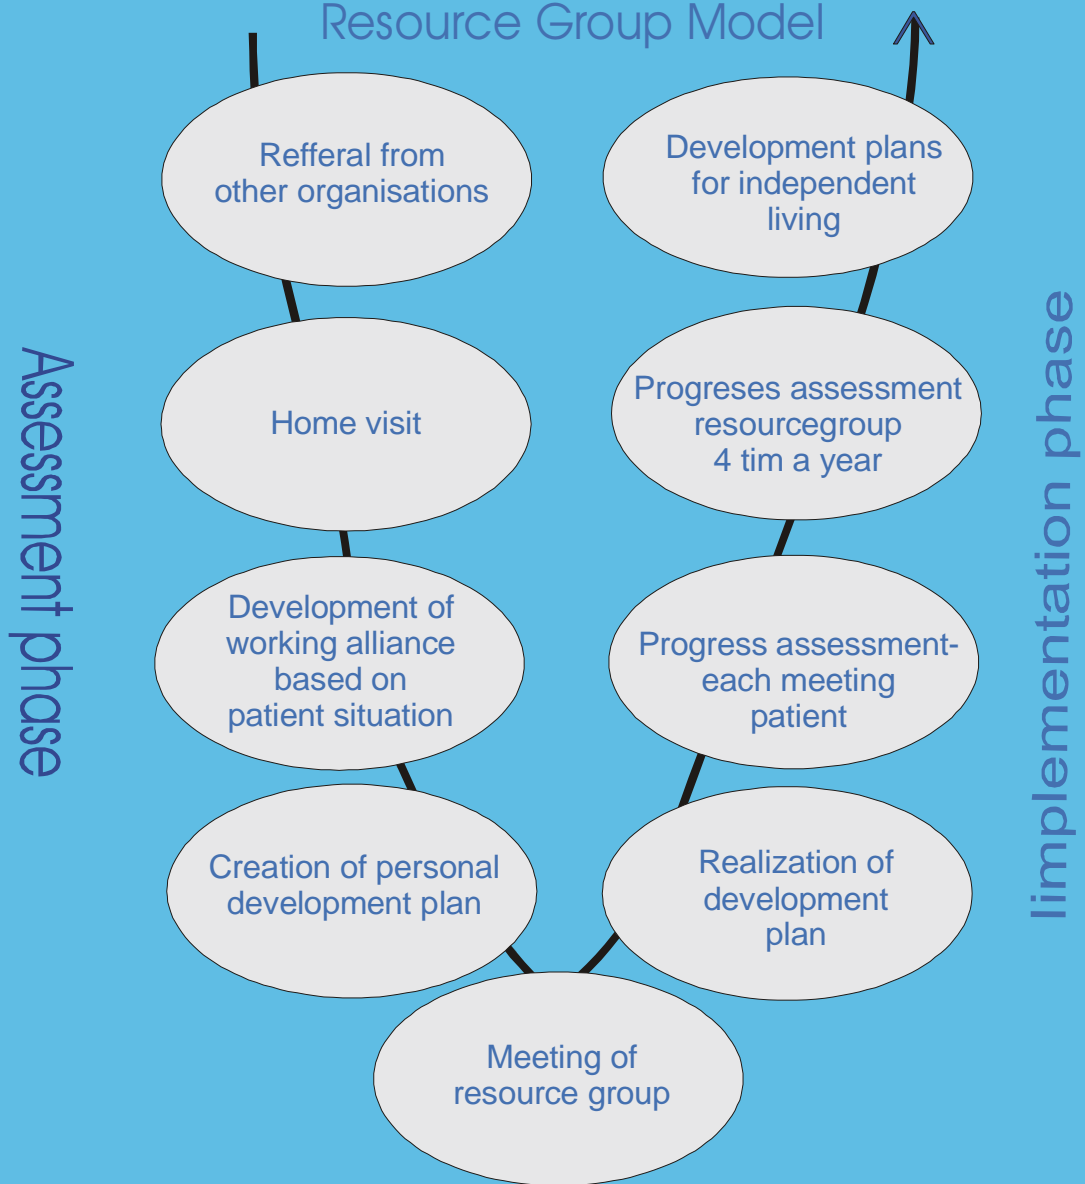 Resource Group Model
Assessment phase
Refferal from
other organisations
Home visit
Development of
working alliance
based on
patient situation
Creation of personal
development plan
Meeting of
resource group
Realization of
development
plan
Progress assessment-
each meeting
patient
Progreses assessment
resourcegroup
4 tim a year
Development plans
for independent
living
Iimplementation phase